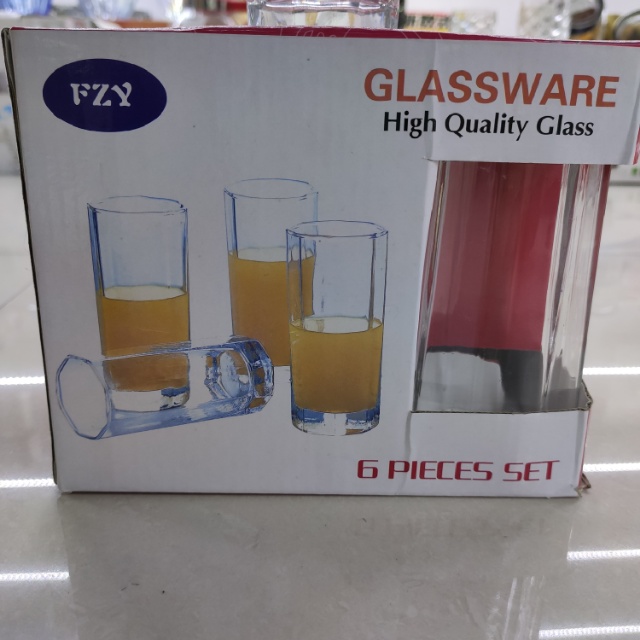 FZY
GLASSWARE
High Quality Glass
6 PIECES SET